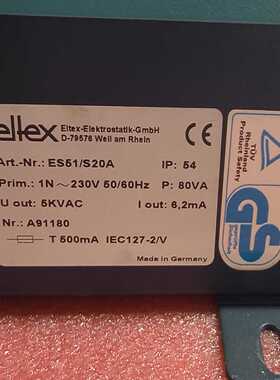 eltex
Eltex-Elektrostatik-GmbH
D-79576 Weil am Rhein
Art.-Nr.: ES51/S20A IP: 54
Prim.: 1N ~ 230V 50/60Hz P: 80VA
U out: 5KVAC I out: 6,2mA
Nr.: A91180
T 500mA IEC127-2/V
Made in Germany
CE
TÜV
Rheinland
Product Safety
GS
geprüfte
Sicherheit